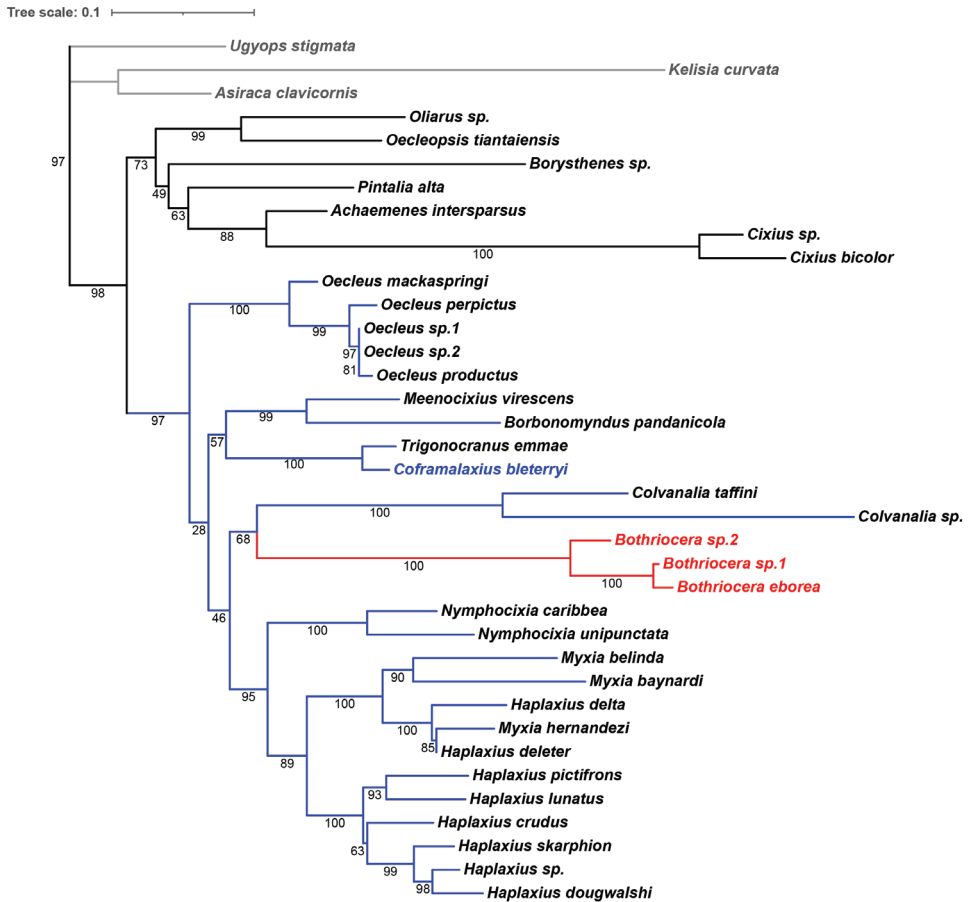 Tree scale: 0.1
Ugyops stigmata
Kelisia curvata
Asiraca clavicornis
Oliarus sp.
99
Oecleopsis tiantaiensis
97
73
Borysthenes sp.
49
Pintalia alta
63
Achaemenes intersparsus
88
Cixius sp.
100
Cixius bicolor
98
Oecleus mackaspringi
100
Oecleus perpictus
99
Oecleus sp.1
97
Oecleus sp.2
81
Oecleus productus
Meenocixius virescens
97
99
Borbonomyndus pandanicola
57
Trigonocranus emmae
100
Coframalaxius bleterryi
Colvanalia taffini
100
Colvanalia sp.
28
68
Bothriocera sp.2
100
Bothriocera sp.1
100
Bothriocera eborea
Nymphocixia caribbea
46
100
Nymphocixia unipunctata
Myxia belinda
90
Myxia baynardi
95
100
Haplaxius delta
100
Myxia hernandezi
85
Haplaxius deleter
89
Haplaxius pictifrons
93
Haplaxius lunatus
100
Haplaxius crudus
63
Haplaxius skarphion
99
Haplaxius sp.
98
Haplaxius dougwalshi